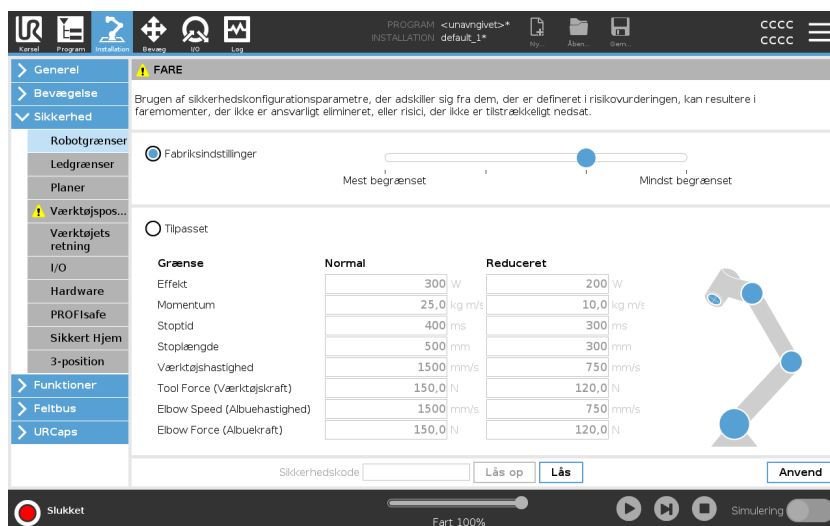 PROGRAM <unavngivet>*
INSTALLATION default_1*
Kørsel Program Installation Bevæg I/O Log
Ny... Åben... Gem...
CCCC
CCCC
Generel
Bevægelse
Sikkerhed
Robotgrænser
Ledgrænser
Planer
Værktøjspos...
Værktøjets
retning
I/O
Hardware
PROFIsafe
Sikkert Hjem
3-position
Funktioner
Feltbus
URCaps
FARE
Brugen af sikkerhedskonfigurationsparametre, der adskiller sig fra dem, der er defineret i risikovurderingen, kan resultere i
faremomenter, der ikke er ansvarligt elimineret, eller risici, der ikke er tilstrækkeligt nedsat.
Fabriksindstillinger
Mest begrænset Mindst begrænset
Tilpasset
Grænse Normal Reduceret
Effekt 300 W 200 W
Momentum 25,0 kg m/s 10,0 kg m/s
Stoptid 400 ms 300 ms
Stoplængde 500 mm 300 mm
Værktøjshastighed 1500 mm/s 750 mm/s
Tool Force (Værktøjskraft) 150,0 N 120,0 N
Elbow Speed (Albuehastighed) 1500 mm/s 750 mm/s
Elbow Force (Albuekraft) 150,0 N 120,0 N
Sikkerhedskode Lås op Lås Anvend
Slukket Fart 100% Simulering